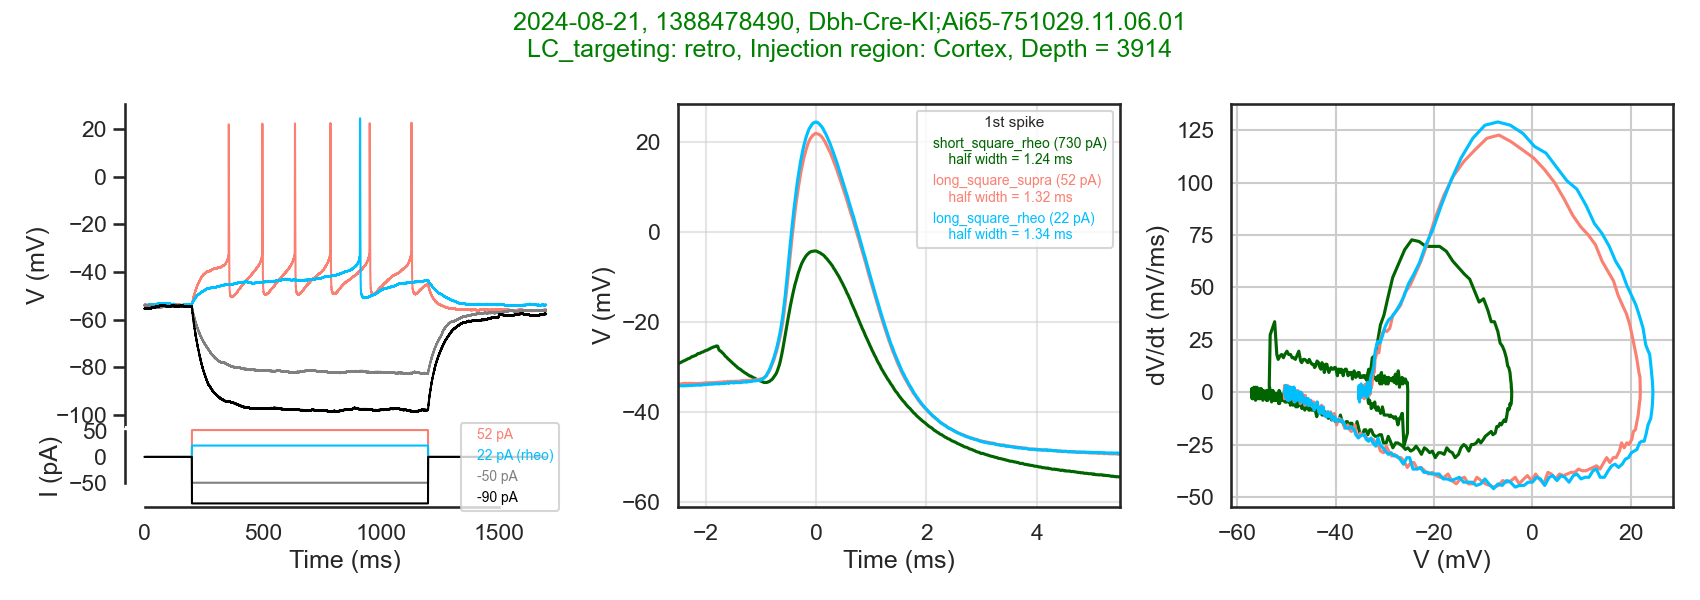 2024-08-21, 1388478490, Dbh-Cre-KI;Ai65-751029.11.06.01
LC_targeting: retro, Injection region: Cortex, Depth = 3914
V (mV)
20
0
−20
−40
−60
−80
−100
I (pA)
50
0
−50
52 pA
22 pA (rheo)
-50 pA
-90 pA
0
500
1000
1500
Time (ms)
V (mV)
20
0
−20
−40
−60
1st spike
short_square_rheo (730 pA)
half width = 1.24 ms
long_square_supra (52 pA)
half width = 1.32 ms
long_square_rheo (22 pA)
half width = 1.34 ms
−2
0
2
4
Time (ms)
dV/dt (mV/ms)
125
100
75
50
25
0
−25
−50
−60
−40
−20
0
20
V (mV)